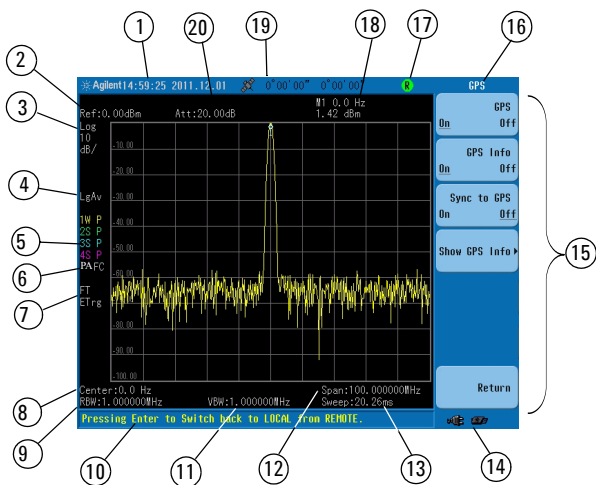 1
20
19
18
17
16
2
3
4
5
6
7
8
9
10
11
12
13
14
15
Agilent 14:59:25 2011.12.01 0°00'00" 0°00'00" R GPS
M1 0.0 Hz
Ref:0.00dBm Att:20.00dB 1.42 dBm
Log
10
dB/
LgAv
1W P
2S P
3S P
4S P
PAFC
FT
ETrg
-10.00
-20.00
-30.00
-40.00
-50.00
-60.00
-80.00
-90.00
-100.00
GPS
On Off
GPS Info
On Off
Sync to GPS
On Off
Show GPS Info
Return
Center:0.0 Hz Span:100.000000MHz
RBW:1.000000MHz VBW:1.000000MHz Sweep:20.26ms
Pressing Enter to Switch back to LOCAL from REMOTE.